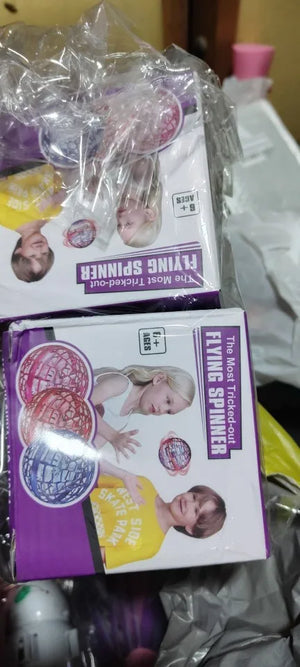 The Most Tricked-out
FLYING SPINNER
6+
AGES
The Most Tricked-out
FLYING SPINNER
6+
AGES
SIDE
SKATE PARK